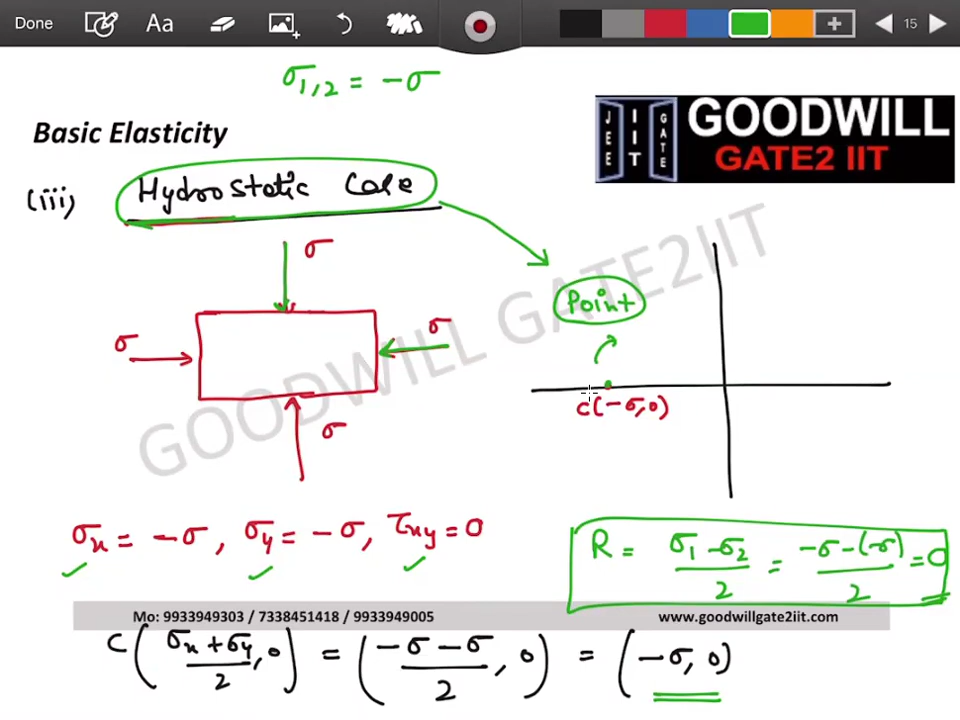 Done Aa 15
σ1,2 = -σ
Basic Elasticity
JEE IIT GATE GOODWILL
GATE2 IIT
(iii) Hydrostatic Case
σ
Point
σ σ
C(-σ,0)
σ
GOODWILL GATE2IIT
σx = -σ, σy = -σ, τxy = 0
R = (σ1 - σ2)/2 = (-σ-(-σ))/2 = 0
Mo: 9933949303 / 7338451418 / 9933949005 www.goodwillgate2iit.com
C((σx + σy)/2, 0) = ((-σ - σ)/2, 0) = (-σ, 0)